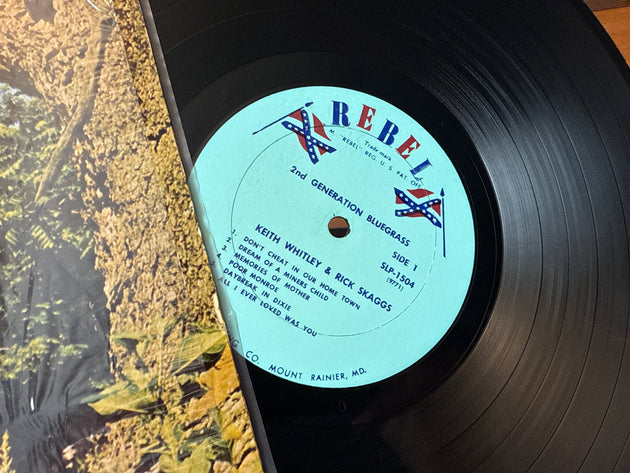 REBEL
Trade mark
"REBEL" REG. U.S. PAT. OFF.
2nd GENERATION BLUEGRASS
SIDE 1
KEITH WHITLEY & RICK SKAGGS
SLP-1504
(9771)
1. DON'T CHEAT IN OUR HOME TOWN
2. DREAM OF A MINERS CHILD
MEMORIES OF MOTHER
4. POOR MONROE
DAYBREAK IN DIXIE
ALL I EVER LOVED WAS YOU
CO. MOUNT RAINIER, MD.